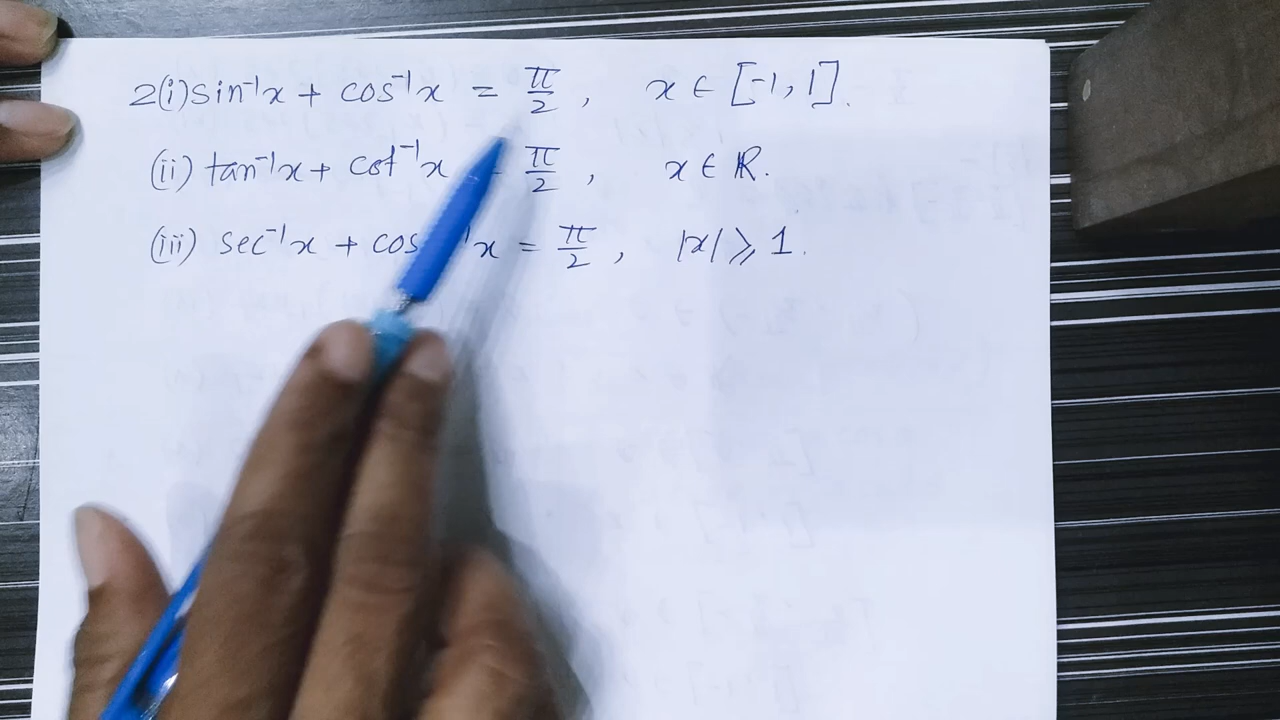 2(i) sin⁻¹x + cos⁻¹x = π/2 , x ∈ [-1, 1].
(ii) tan⁻¹x + cot⁻¹x = π/2 , x ∈ ℝ.
(iii) sec⁻¹x + cos ⁻¹x = π/2 , |x| ⩾ 1.